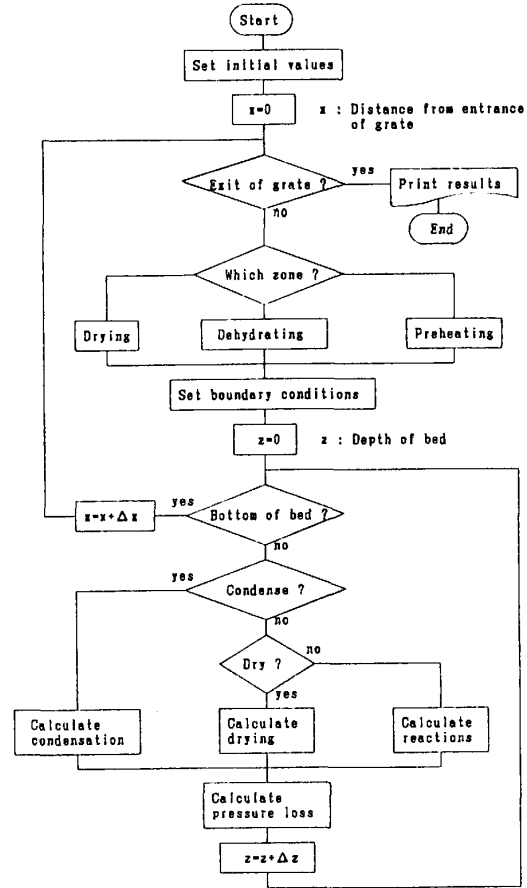 Start
Set initial values
x=0
x : Distance from entrance
of grate
Exit of grate ?
yes
Print results
no
End
Which zone ?
Drying
Dehydrating
Preheating
Set boundary conditions
z=0
z : Depth of bed
x=x+Δx
yes
Bottom of bed ?
no
yes
Condense ?
no
Dry ?
no
yes
Calculate
condensation
Calculate
drying
Calculate
reactions
Calculate
pressure loss
z=z+Δz